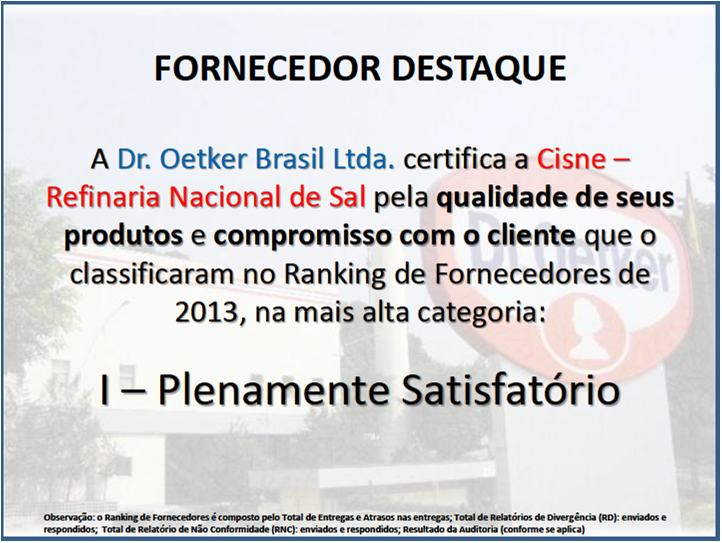 FORNECEDOR DESTAQUE
A Dr. Oetker Brasil Ltda. certifica a Cisne –
Refinaria Nacional de Sal pela qualidade de seus
produtos e compromisso com o cliente que o
classificaram no Ranking de Fornecedores de
2013, na mais alta categoria:
Dr. Oetker
I – Plenamente Satisfatório
Observação: o Ranking de Fornecedores é composto pelo Total de Entregas e Atrasos nas entregas; Total de Relatórios de Divergência (RD): enviados e
respondidos; Total de Relatório de Não Conformidade (RNC): enviados e respondidos; Resultado da Auditoria (conforme se aplica)